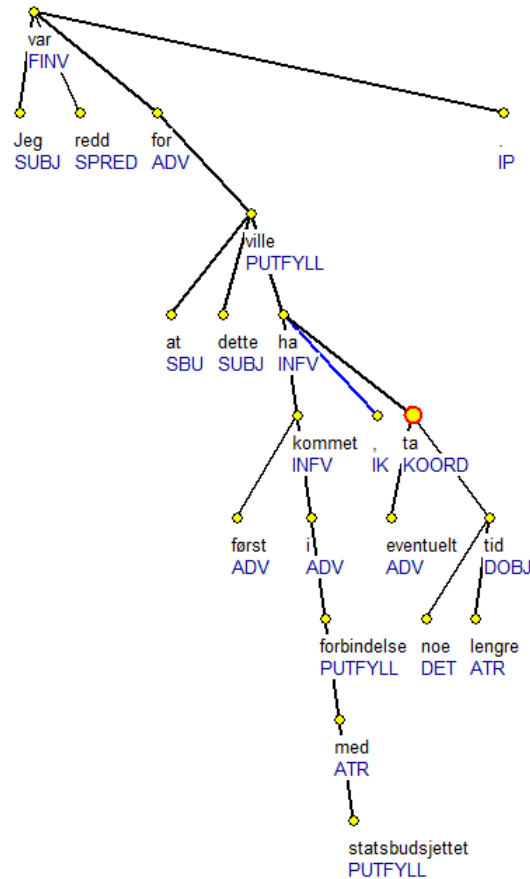 var
FINV
Jeg redd for .
SUBJ SPRED ADV IP
ville
PUTFYLL
at dette ha
SBU SUBJ INFV
kommet , ta
INFV IK KOORD
først i eventuelt tid
ADV ADV ADV DOBJ
forbindelse noe lengre
PUTFYLL DET ATR
med
ATR
statsbudsjettet
PUTFYLL